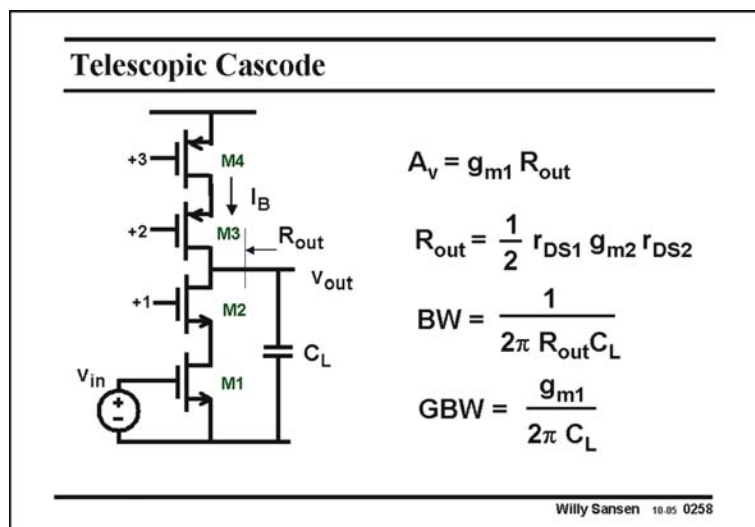 Telescopic Cascode
+3
M4
I_B
+2
M3
R_out
v_out
+1
M2
C_L
v_in
M1
+
-
A_v = g_m1 R_out
R_out = 1/2 r_DS1 g_m2 r_DS2
BW = 1 / 2π R_out C_L
GBW = g_m1 / 2π C_L
Willy Sansen 10-05 0258